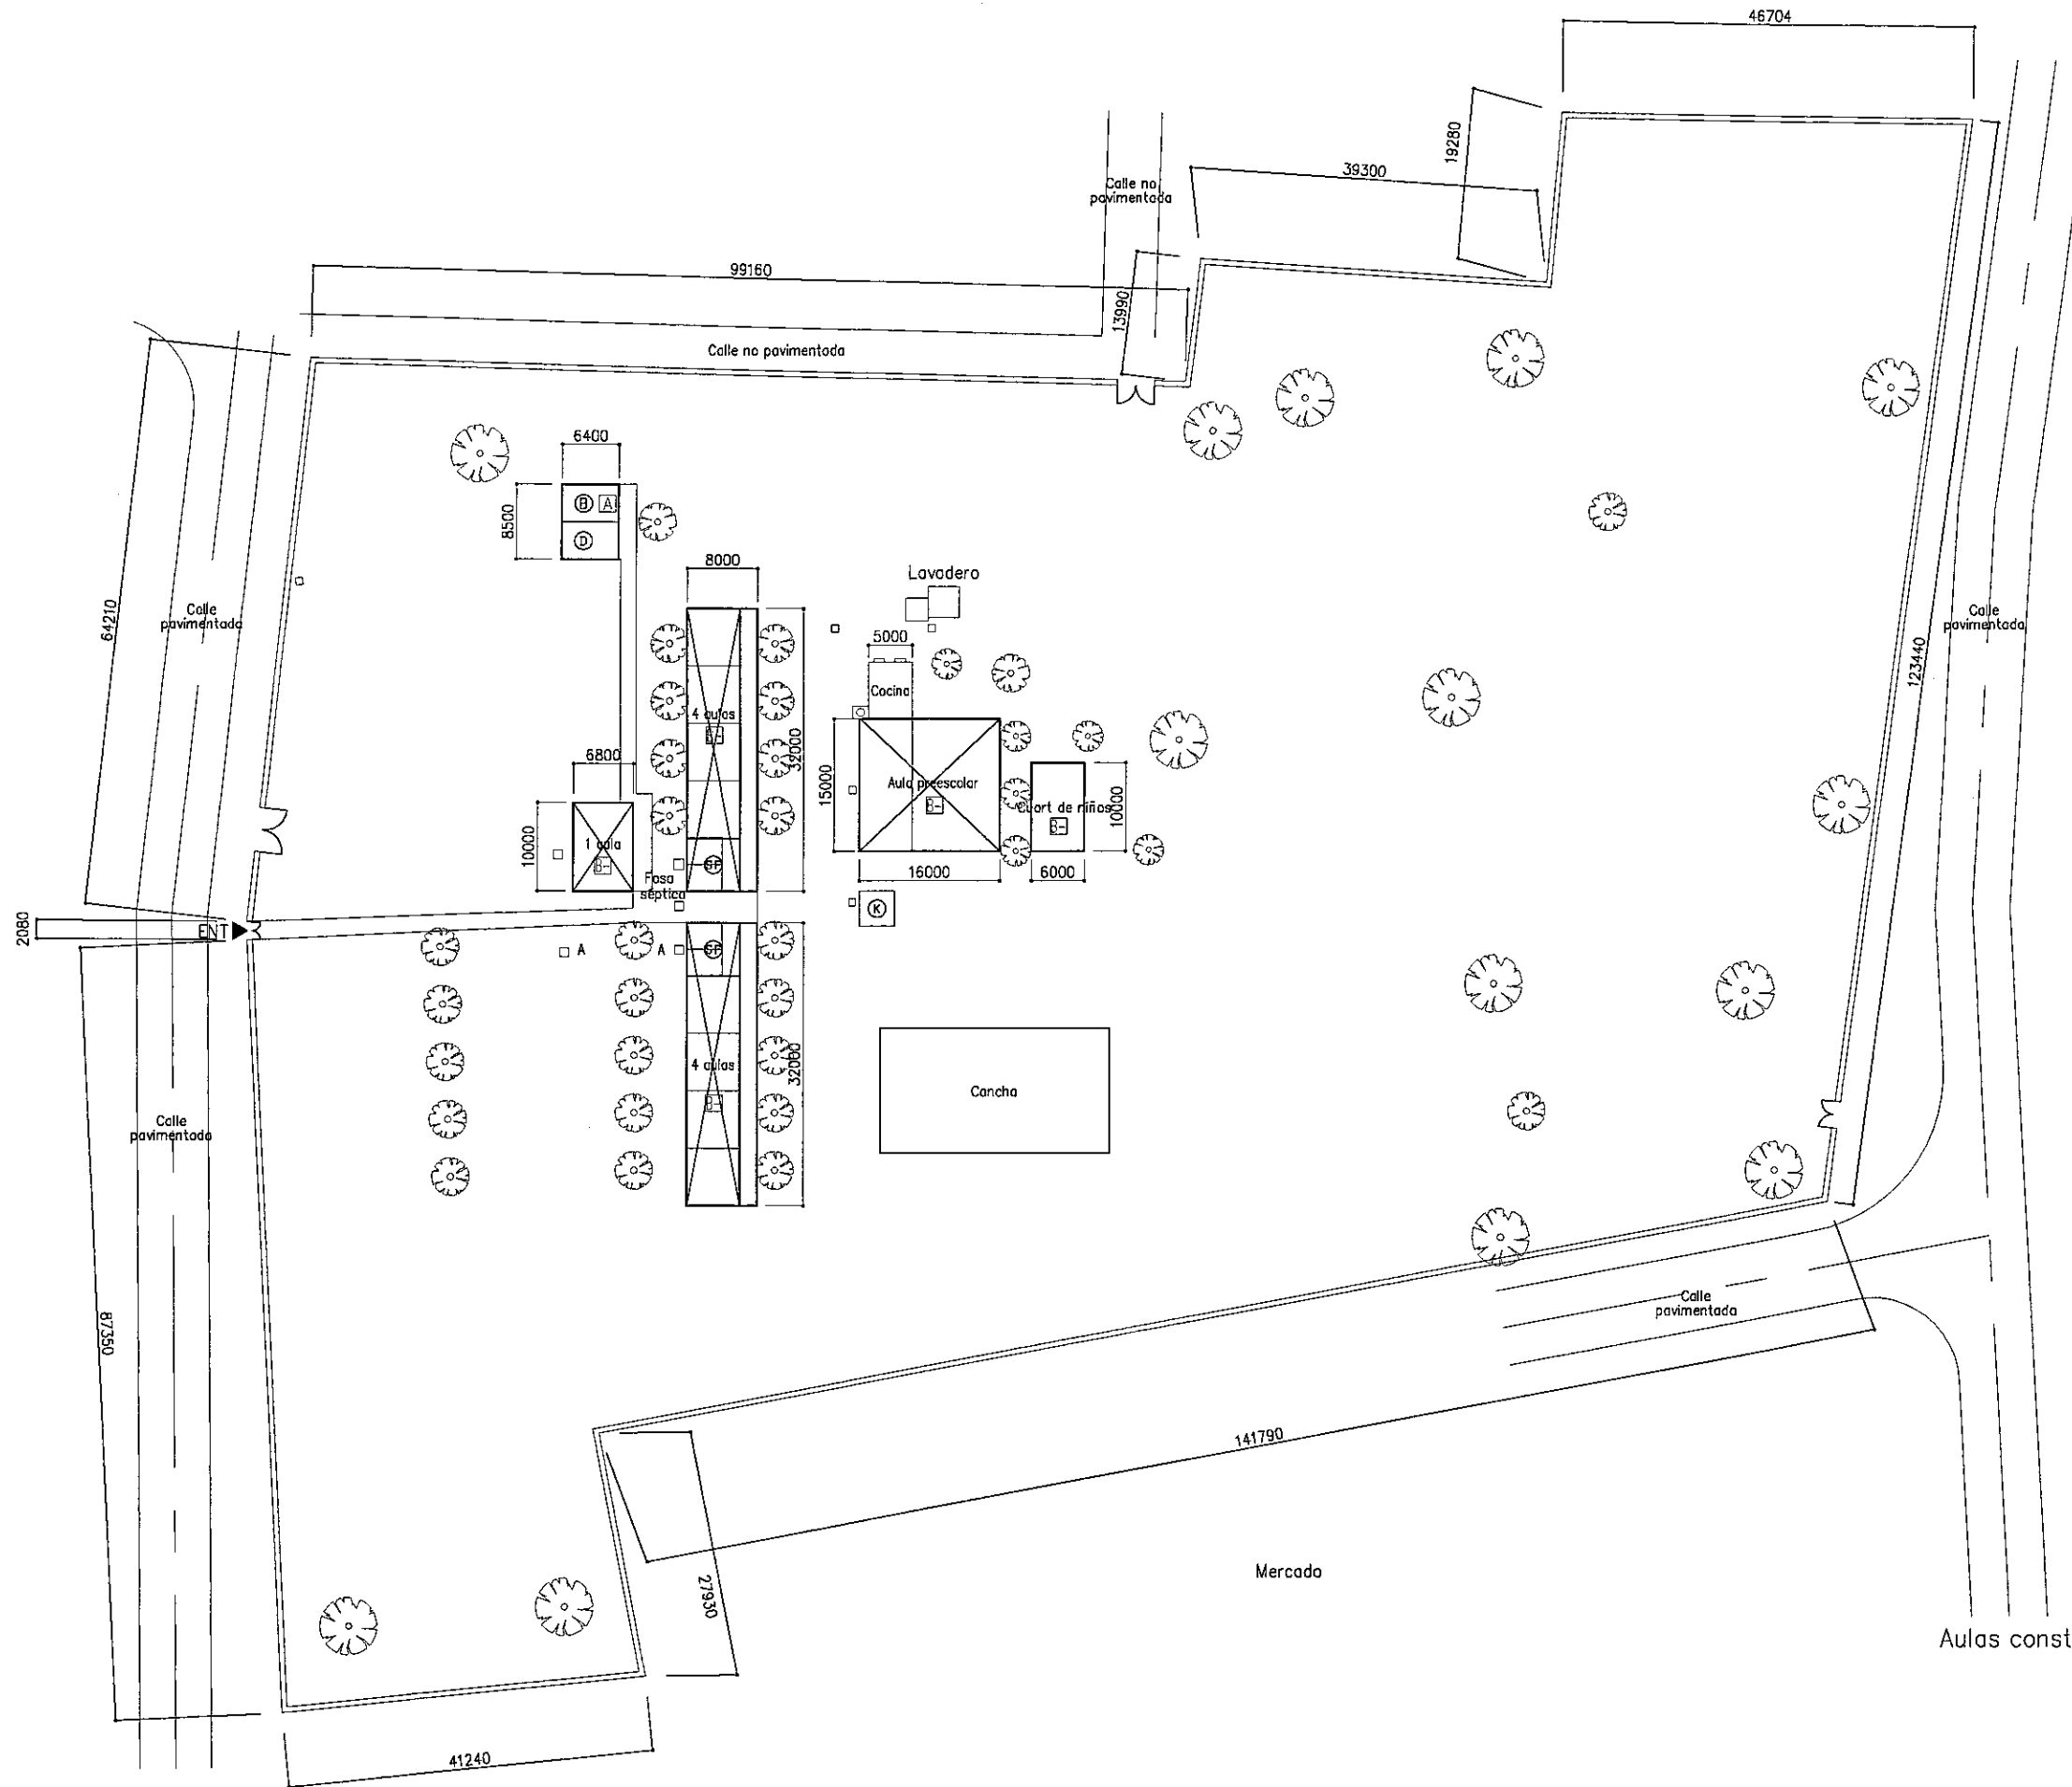 46704
19280
39300
Calle no
pavimentada
99160
13990
Calle no pavimentada
6400
8500
B
A
D
8000
Lavadero
64210
Calle
pavimentada
Calle
pavimentada
5000
Cocina
123440
4 aulas
B-
32000
6800
15000
Aula preescolar
B-
10000
B-
10000
1 aula
B-
SF
16000
6000
Fosa
séptica
K
2080
ENT
A
A
SF
Cancha
4 aulas
32000
B-
Calle
pavimentada
Calle
pavimentada
87350
141790
Mercado
27930
Aulas const
41240